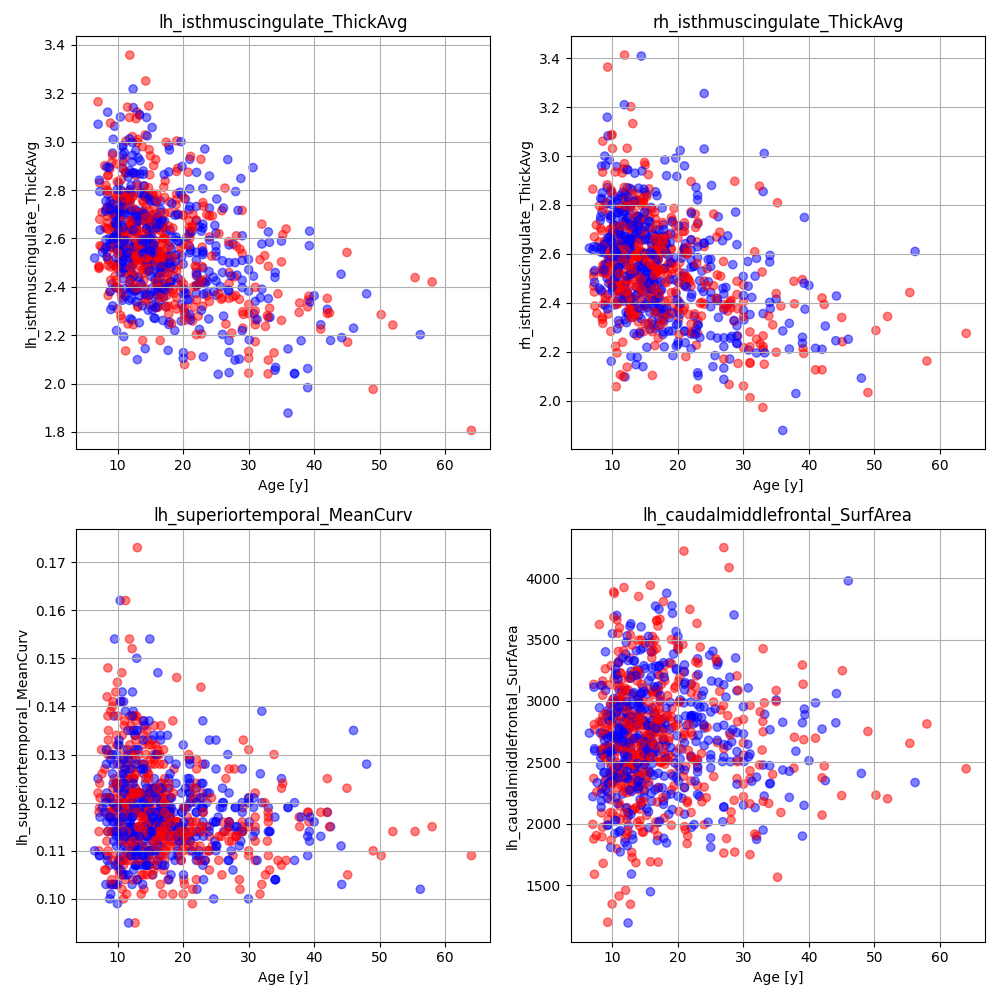 lh_isthmuscingulate_ThickAvg
lh_isthmuscingulate_ThickAvg
3.4
3.2
3.0
2.8
2.6
2.4
2.2
2.0
1.8
10 20 30 40 50 60
Age [y]
rh_isthmuscingulate_ThickAvg
rh_isthmuscingulate_ThickAvg
3.4
3.2
3.0
2.8
2.6
2.4
2.2
2.0
10 20 30 40 50 60
Age [y]
lh_superiortemporal_MeanCurv
lh_superiortemporal_MeanCurv
0.17
0.16
0.15
0.14
0.13
0.12
0.11
0.10
10 20 30 40 50 60
Age [y]
lh_caudalmiddlefrontal_SurfArea
lh_caudalmiddlefrontal_SurfArea
4000
3500
3000
2500
2000
1500
10 20 30 40 50 60
Age [y]